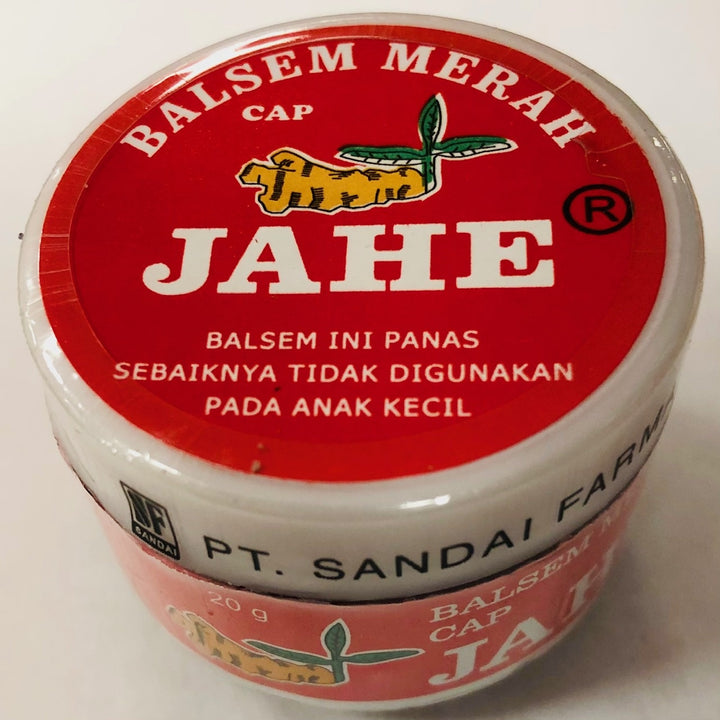 BALSEM MERAH
CAP
JAHE
®
BALSEM INI PANAS
SEBAIKNYA TIDAK DIGUNAKAN
PADA ANAK KECIL
SANDAI
PT. SANDAI
20 g
BALSEM
CAP